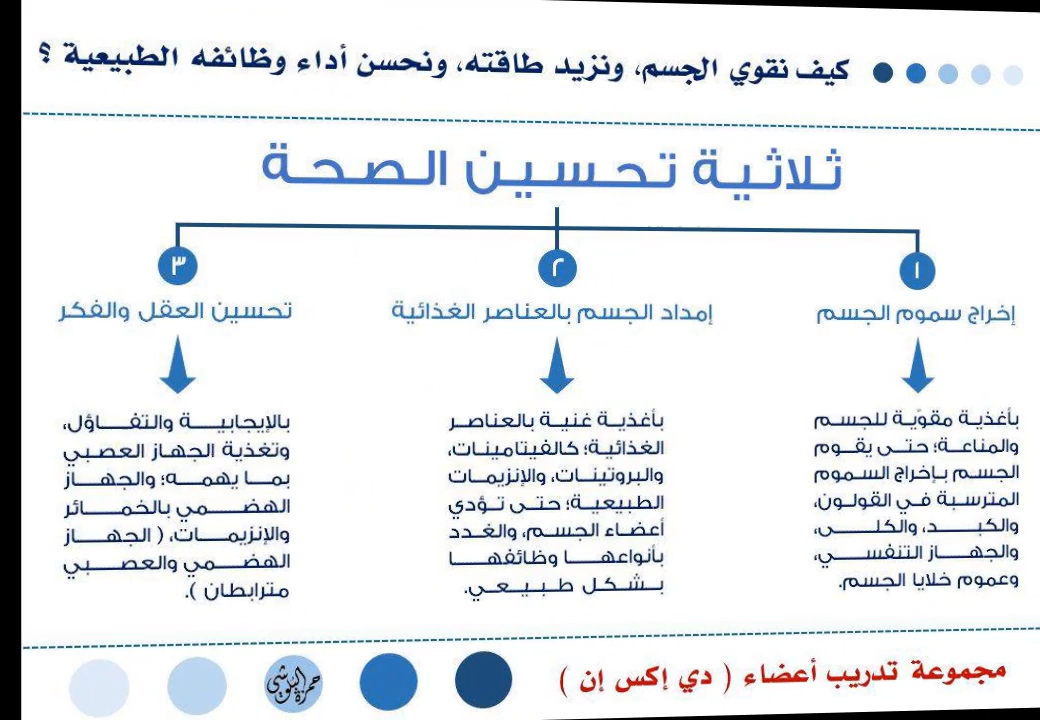 كيف نقوي الجسم، ونزيد طاقته، ونحسن أداء وظائفه الطبيعية ؟
ثلاثية تحسين الصحة
١
إخراج سموم الجسم
بأغذية مقوّية للجسم
والمناعة؛ حتى يقوم
الجسم بإخراج السموم
المترسبة في القولون،
والكبد، والكلى،
والجهاز التنفسي،
وعموم خلايا الجسم.
٢
إمداد الجسم بالعناصر الغذائية
بأغذية غنية بالعناصر
الغذائية؛ كالفيتامينات،
والبروتينات، والإنزيمات
الطبيعية؛ حتى تؤدي
أعضاء الجسم، والغدد
بأنواعها وظائفها
بشكل طبيعي.
٣
تحسين العقل والفكر
بالإيجابية والتفاؤل،
وتغذية الجهاز العصبي
بما يهمه؛ والجهاز
الهضمي بالخمائر
والإنزيمات، ( الجهاز
الهضمي والعصبي
مترابطان ).
مجموعة تدريب أعضاء ( دي إكس إن )
حمزة البلوشي